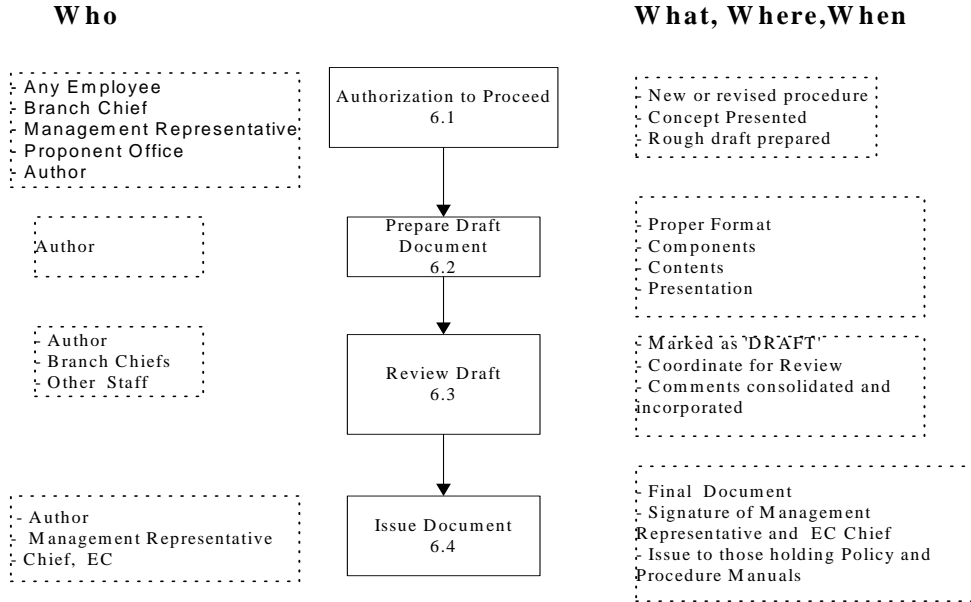 Who
What, Where,When
- Any Employee
- Branch Chief
- Management Representative
- Proponent Office
- Author
Authorization to Proceed
6.1
- New or revised procedure
- Concept Presented
- Rough draft prepared
Author
Prepare Draft
Document
6.2
- Proper Format
- Components
- Contents
- Presentation
- Author
- Branch Chiefs
- Other Staff
Review Draft
6.3
- Marked as 'DRAFT'
- Coordinate for Review
- Comments consolidated and
incorporated
- Author
- Management Representative
- Chief, EC
Issue Document
6.4
- Final Document
- Signature of Management
Representative and EC Chief
- Issue to those holding Policy and
Procedure Manuals